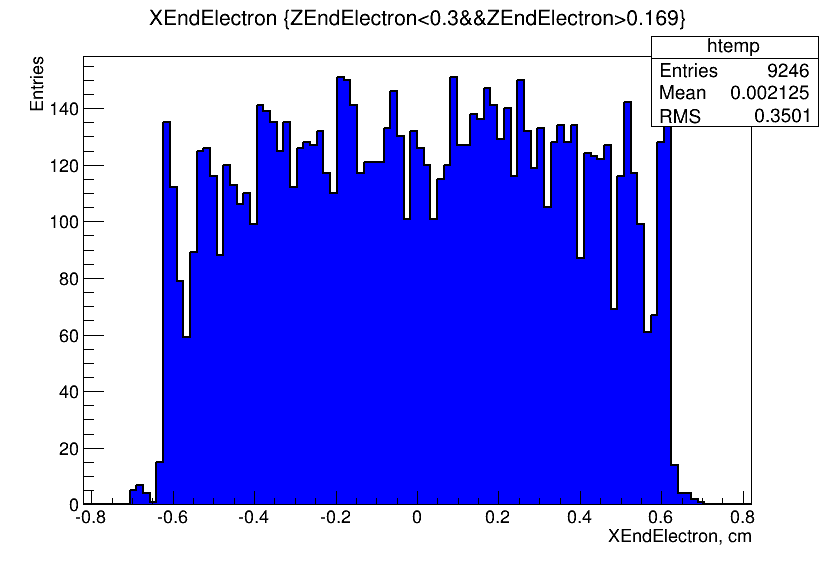 XEndElectron {ZEndElectron<0.3&&ZEndElectron>0.169}
htemp
Entries 9246
Mean 0.002125
RMS 0.3501
Entries
140
120
100
80
60
40
20
0
-0.8 -0.6 -0.4 -0.2 0 0.2 0.4 0.6 0.8
XEndElectron, cm